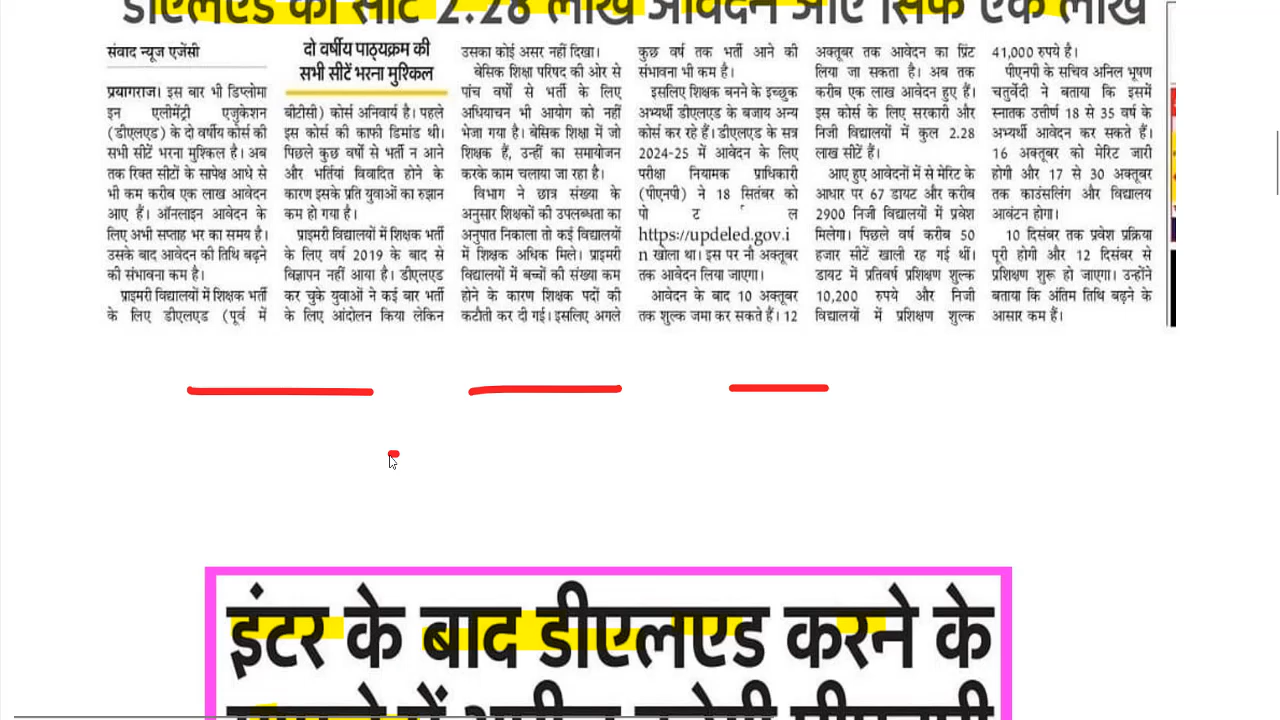 डीएलएड की सीटें 2.28 लाख आवेदन आए सिर्फ एक लाख
संवाद न्यूज एजेंसी
प्रयागराज। इस बार भी डिप्लोमा
इन एलीमेंट्री एजुकेशन
(डीएलएड) के दो वर्षीय कोर्स की
सभी सीटें भरना मुश्किल है। अब
तक रिक्त सीटों के सापेक्ष आधे से
भी कम करीब एक लाख आवेदन
आए हैं। ऑनलाइन आवेदन के
लिए अभी सप्ताह भर का समय है।
उसके बाद आवेदन की तिथि बढ़ने
की संभावना कम है।
प्राइमरी विद्यालयों में शिक्षक भर्ती
के लिए डीएलएड (पूर्व में
दो वर्षीय पाठ्यक्रम की
सभी सीटें भरना मुश्किल
बीटीसी) कोर्स अनिवार्य है। पहले
इस कोर्स की काफी डिमांड थी।
पिछले कुछ वर्षों से भर्ती न आने
और भर्तियां विवादित होने के
कारण इसके प्रति युवाओं का रुझान
कम हो गया है।
प्राइमरी विद्यालयों में शिक्षक भर्ती
के लिए वर्ष 2019 के बाद से
विज्ञापन नहीं आया है। डीएलएड
कर चुके युवाओं ने कई बार भर्ती
के लिए आंदोलन किया लेकिन
उसका कोई असर नहीं दिखा।
बेसिक शिक्षा परिषद की ओर से
पांच वर्षों से भर्ती के लिए
अधियाचन भी आयोग को नहीं
भेजा गया है। बेसिक शिक्षा में जो
शिक्षक हैं, उन्हीं का समायोजन
करके काम चलाया जा रहा है।
विभाग ने छात्र संख्या के
अनुसार शिक्षकों की उपलब्धता का
अनुपात निकाला तो कई विद्यालयों
में शिक्षक अधिक मिले। प्राइमरी
विद्यालयों में बच्चों की संख्या कम
होने के कारण शिक्षक पदों की
कटौती कर दी गई। इसलिए अगले
कुछ वर्ष तक भर्ती आने की
संभावना भी कम है।
इसलिए शिक्षक बनने के इच्छुक
अभ्यर्थी डीएलएड के बजाय अन्य
कोर्स कर रहे हैं। डीएलएड के सत्र
2024-25 में आवेदन के लिए
परीक्षा नियामक प्राधिकारी
(पीएनपी) ने 18 सितंबर को
पो ट ल
https://updeled.gov.i
n खोला था। इस पर नौ अक्तूबर
तक आवेदन लिया जाएगा।
आवेदन के बाद 10 अक्तूबर
तक शुल्क जमा कर सकते हैं। 12
अक्तूबर तक आवेदन का प्रिंट
लिया जा सकता है। अब तक
करीब एक लाख आवेदन हुए हैं।
इस कोर्स के लिए सरकारी और
निजी विद्यालयों में कुल 2.28
लाख सीटें हैं।
आए हुए आवेदनों में से मेरिट के
आधार पर 67 डायट और करीब
2900 निजी विद्यालयों में प्रवेश
मिलेगा। पिछले वर्ष करीब 50
हजार सीटें खाली रह गई थीं।
डायट में प्रतिवर्ष प्रशिक्षण शुल्क
10,200 रुपये और निजी
विद्यालयों में प्रशिक्षण शुल्क
41,000 रुपये है।
पीएनपी के सचिव अनिल भूषण
चतुर्वेदी ने बताया कि इसमें
स्नातक उत्तीर्ण 18 से 35 वर्ष के
अभ्यर्थी आवेदन कर सकते हैं।
16 अक्तूबर को मेरिट जारी
होगी और 17 से 30 अक्तूबर
तक काउंसलिंग और विद्यालय
आवंटन होगा।
10 दिसंबर तक प्रवेश प्रक्रिया
पूरी होगी और 12 दिसंबर से
प्रशिक्षण शुरू हो जाएगा। उन्होंने
बताया कि अंतिम तिथि बढ़ने के
आसार कम हैं।
इंटर के बाद डीएलएड करने के